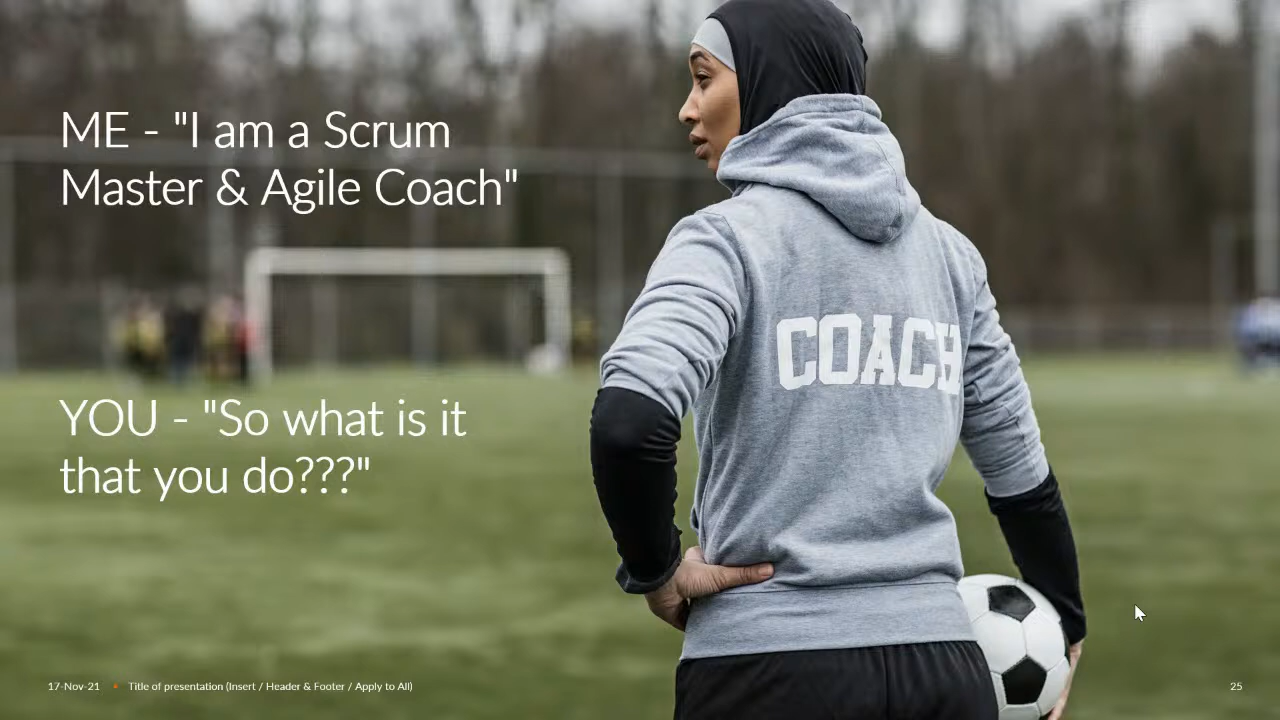 ME - "I am a Scrum
Master & Agile Coach"
COACH
YOU - "So what is it
that you do???"
17-Nov-21 • Title of presentation (Insert / Header & Footer / Apply to All)
25